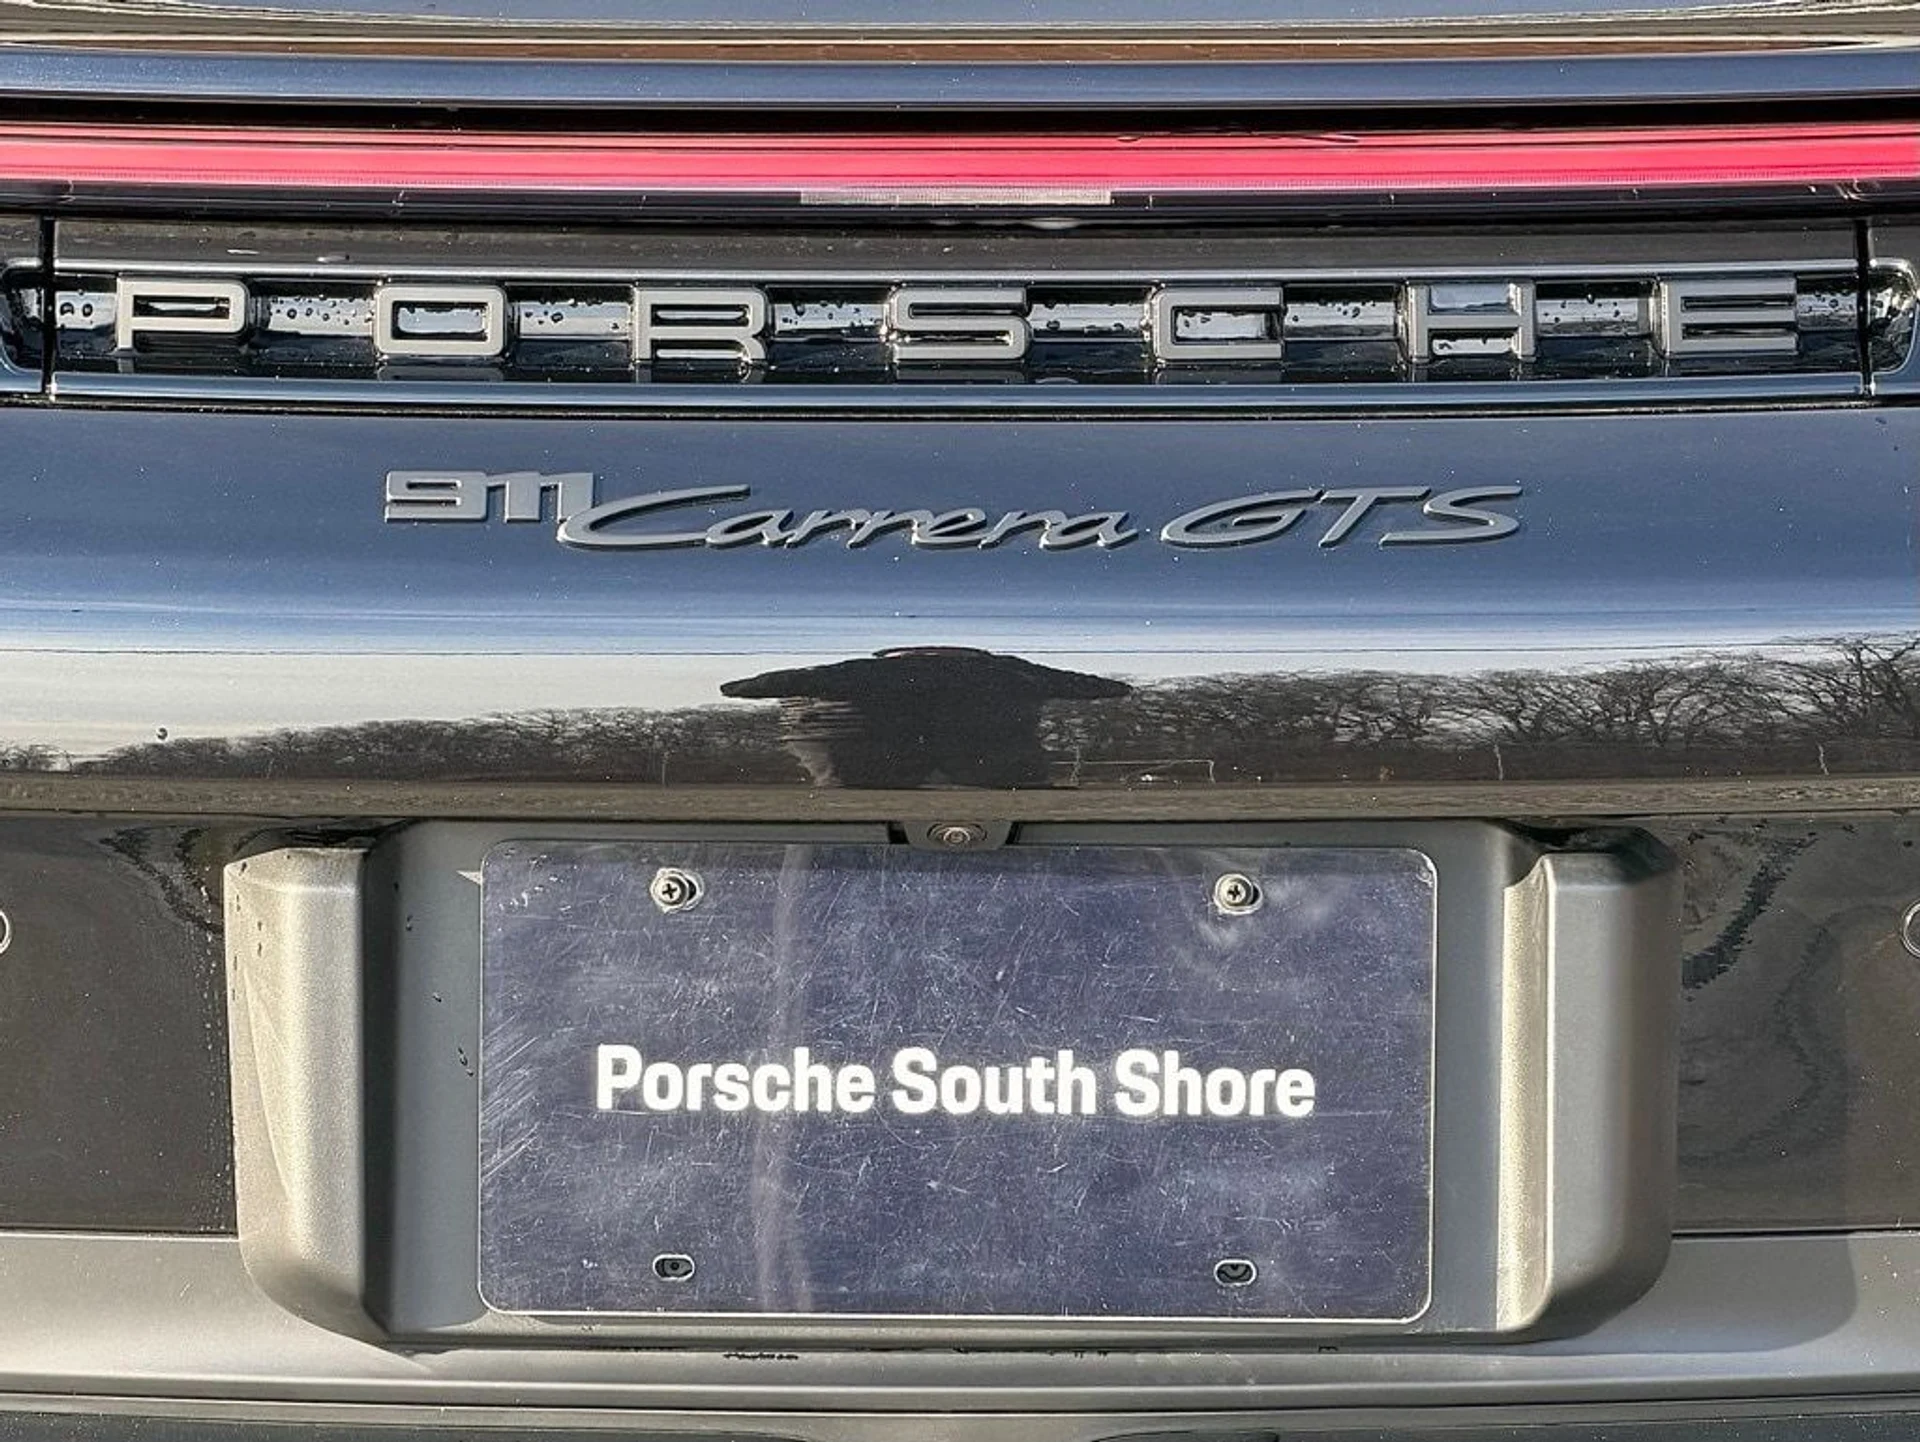 PORSCHE
911 Carrera GTS
Porsche South Shore